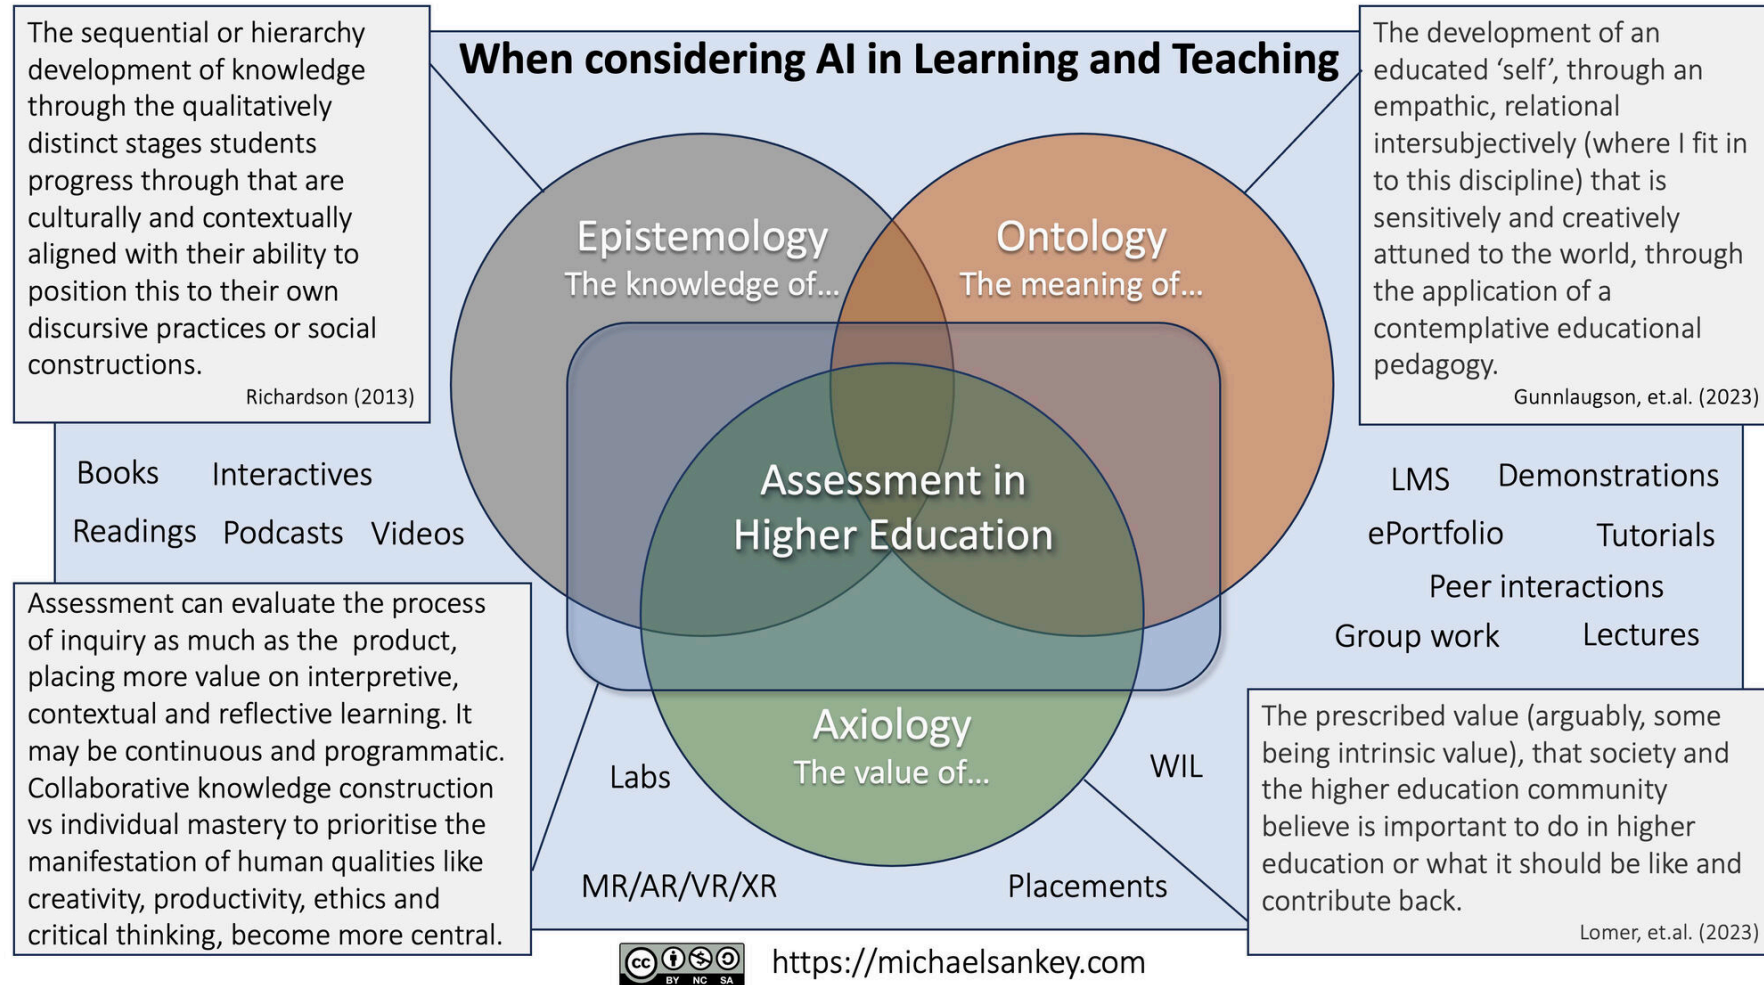 When considering AI in Learning and Teaching
The sequential or hierarchy
development of knowledge
through the qualitatively
distinct stages students
progress through that are
culturally and contextually
aligned with their ability to
position this to their own
discursive practices or social
constructions.
Richardson (2013)
The development of an
educated ‘self’, through an
empathic, relational
intersubjectively (where I fit in
to this discipline) that is
sensitively and creatively
attuned to the world, through
the application of a
contemplative educational
pedagogy.
Gunnlaugson, et.al. (2023)
Epistemology
The knowledge of...
Ontology
The meaning of...
Assessment in
Higher Education
Axiology
The value of...
Books Interactives
Readings Podcasts Videos
LMS Demonstrations
ePortfolio Tutorials
Peer interactions
Group work Lectures
Assessment can evaluate the process
of inquiry as much as the product,
placing more value on interpretive,
contextual and reflective learning. It
may be continuous and programmatic.
Collaborative knowledge construction
vs individual mastery to prioritise the
manifestation of human qualities like
creativity, productivity, ethics and
critical thinking, become more central.
Labs
WIL
MR/AR/VR/XR
Placements
The prescribed value (arguably, some
being intrinsic value), that society and
the higher education community
believe is important to do in higher
education or what it should be like and
contribute back.
Lomer, et.al. (2023)
cc
BY NC SA
https://michaelsankey.com